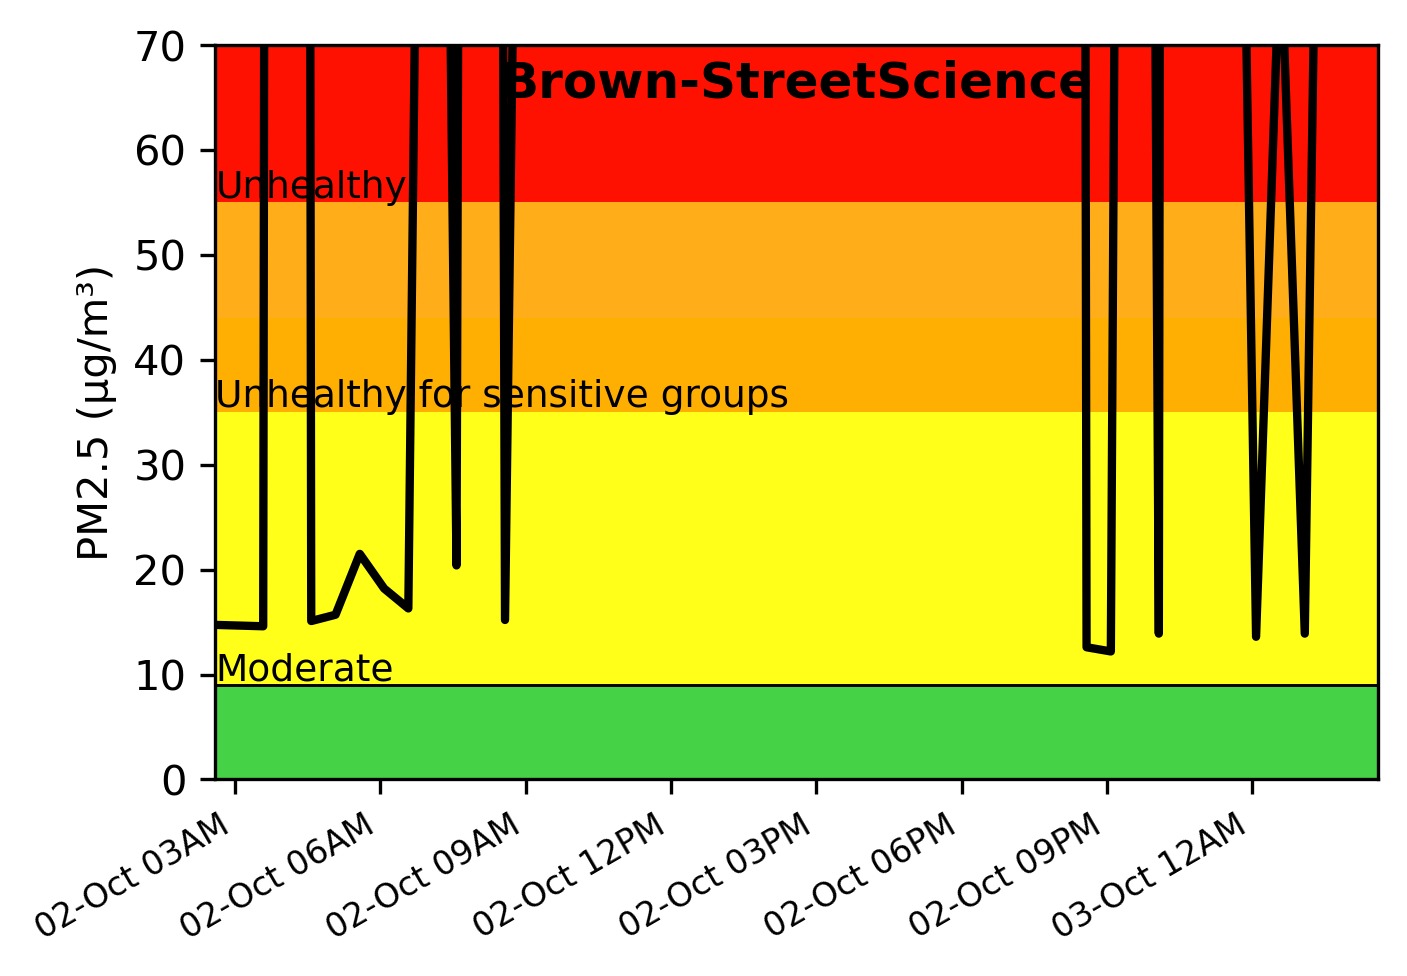 Brown-StreetScience
70
60
50
40
30
20
10
0
PM2.5 (µg/m³)
Unhealthy
Unhealthy for sensitive groups
Moderate
02-Oct 03AM
02-Oct 06AM
02-Oct 09AM
02-Oct 12PM
02-Oct 03PM
02-Oct 06PM
02-Oct 09PM
03-Oct 12AM